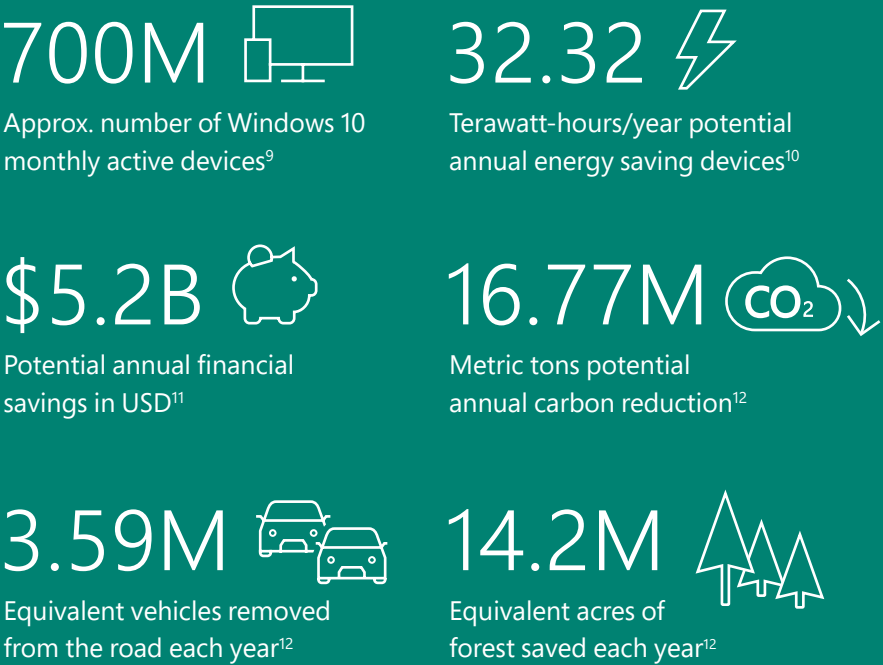 700M
Approx. number of Windows 10
monthly active devices⁹
32.32
Terawatt-hours/year potential
annual energy saving devices¹⁰
$5.2B
Potential annual financial
savings in USD¹¹
16.77M
CO₂
Metric tons potential
annual carbon reduction¹²
3.59M
Equivalent vehicles removed
from the road each year¹²
14.2M
Equivalent acres of
forest saved each year¹²